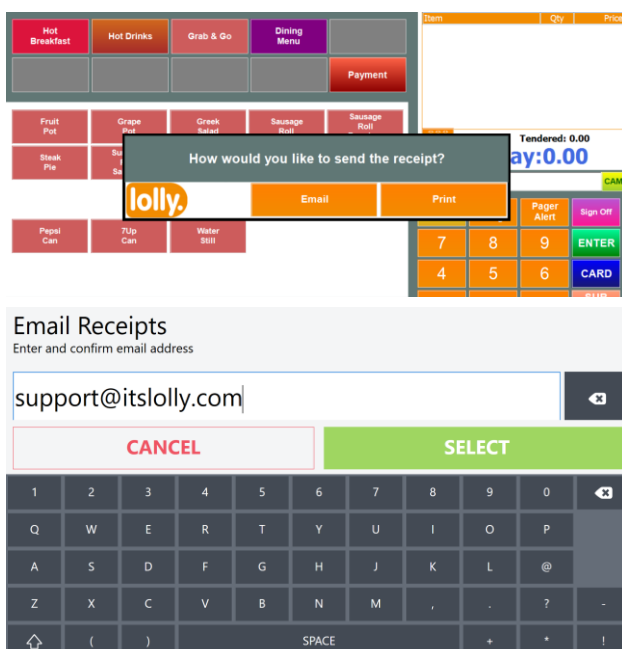 Hot
Breakfast
Hot Drinks
Grab & Go
Dining
Menu
Payment
Item Qty Price
Fruit
Pot
Grape
Pot
Greek
Salad
Sausage
Roll
Sausage
Roll
Steak
Pie
How would you like to send the receipt?
lolly.
Email
Print
Tendered: 0.00
ay:0.00
CAM
Pager
Alert
Sign Off
Pepsi
Can
7Up
Can
Water
Still
7 8 9 ENTER
4 5 6 CARD
Email Receipts
Enter and confirm email address
support@itslolly.com
CANCEL SELECT
1 2 3 4 5 6 7 8 9 0
Q W E R T Y U I O P
A S D F G H J K L @
Z X C V B N M , . ? -
( ) SPACE + * !